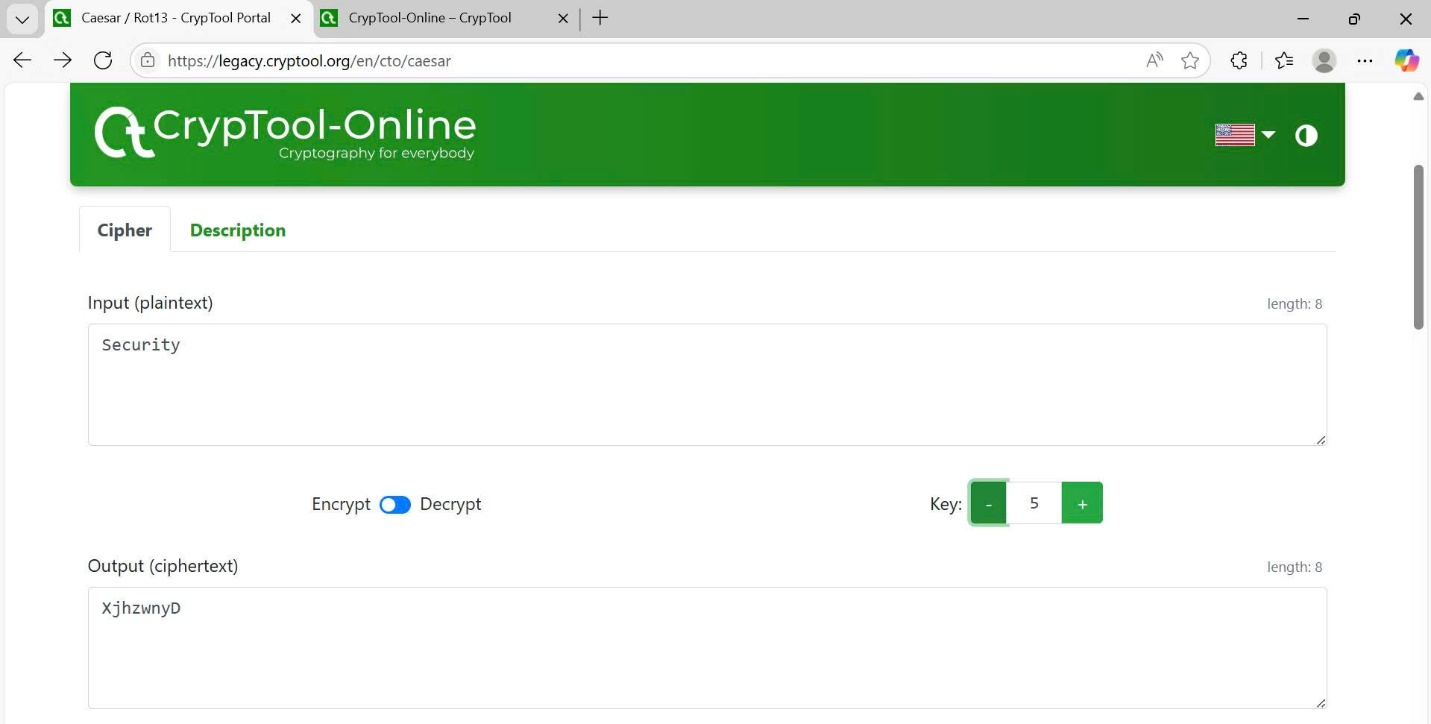 Caesar / Rot13 - CrypTool Portal
CrypTool-Online – CrypTool
https://legacy.cryptool.org/en/cto/caesar
CrypTool-Online
Cryptography for everybody
Cipher
Description
Input (plaintext)
length: 8
Security
Encrypt
Decrypt
Key:
-
5
+
Output (ciphertext)
length: 8
XjhzwnyD